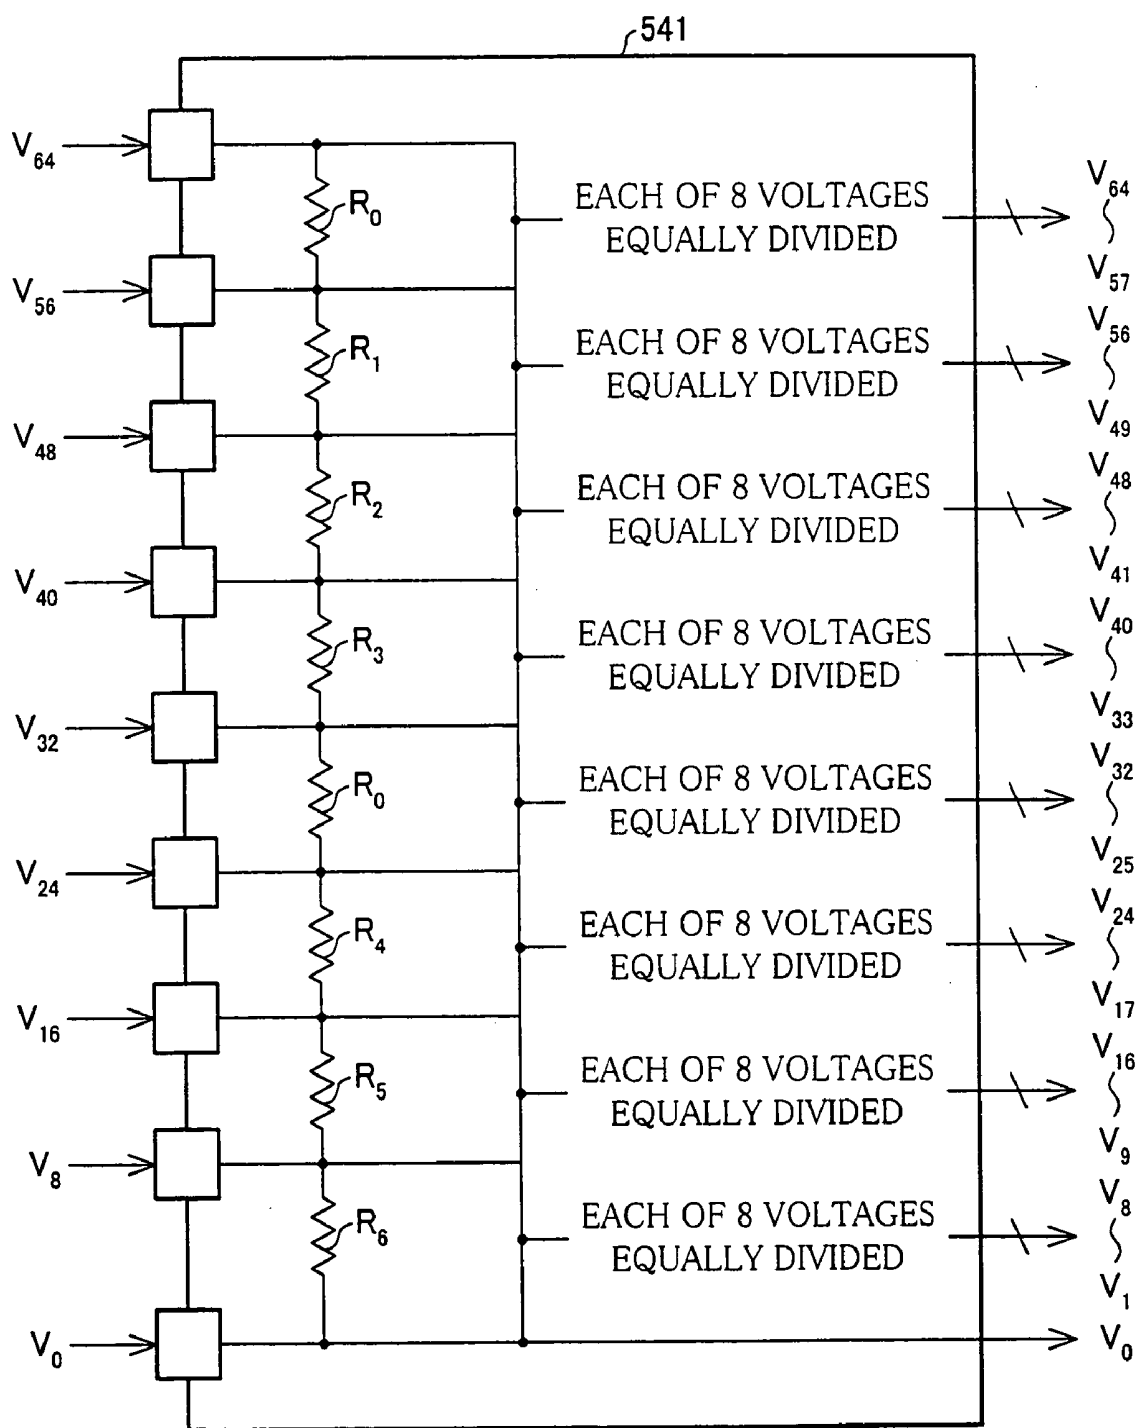 541
V64
R0
EACH OF 8 VOLTAGES
EQUALLY DIVIDED
V64
V57
V56
R1
EACH OF 8 VOLTAGES
EQUALLY DIVIDED
V56
V49
V48
R2
EACH OF 8 VOLTAGES
EQUALLY DIVIDED
V48
V41
V40
R3
EACH OF 8 VOLTAGES
EQUALLY DIVIDED
V40
V33
V32
R0
EACH OF 8 VOLTAGES
EQUALLY DIVIDED
V32
V25
V24
R4
EACH OF 8 VOLTAGES
EQUALLY DIVIDED
V24
V17
V16
R5
EACH OF 8 VOLTAGES
EQUALLY DIVIDED
V16
V9
V8
R6
EACH OF 8 VOLTAGES
EQUALLY DIVIDED
V8
V1
V0
V0